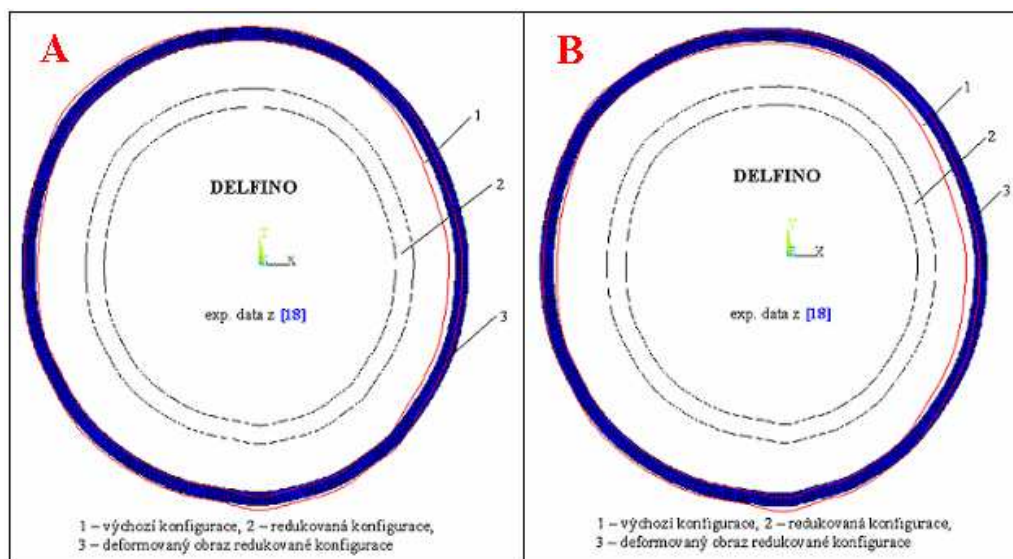 A
1
2
DELFINO
X
exp. data z [18]
3
1 – výchozí konfigurace, 2 – redukovaná konfigurace,
3 – deformovaný obraz redukované konfigurace
B
1
2
DELFINO
3
Y
X
exp. data z [18]
1 – výchozí konfigurace, 2 – redukovaná konfigurace,
3 – deformovaný obraz redukované konfigurace